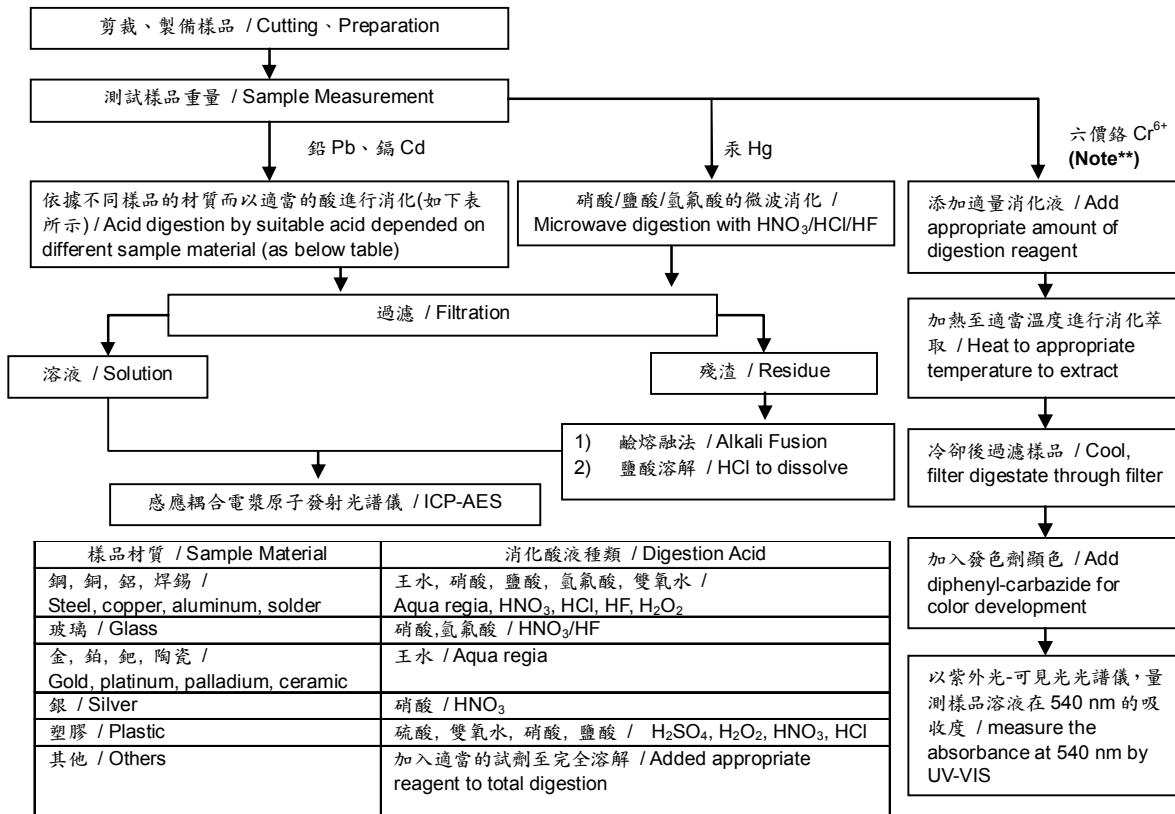 剪裁、製備樣品 / Cutting、Preparation
測試樣品重量 / Sample Measurement
鉛 Pb、鎘 Cd
汞 Hg
六價鉻 Cr6+
(Note**)
依據不同樣品的材質而以適當的酸進行消化(如下表
所示) / Acid digestion by suitable acid depended on
different sample material (as below table)
硝酸/鹽酸/氫氟酸的微波消化 /
Microwave digestion with HNO3/HCl/HF
添加適量消化液 / Add
appropriate amount of
digestion reagent
過濾 / Filtration
加熱至適當溫度進行消化萃
取 / Heat to appropriate
temperature to extract
溶液 / Solution
殘渣 / Residue
1) 鹼熔融法 / Alkali Fusion
2) 鹽酸溶解 / HCl to dissolve
冷卻後過濾樣品 / Cool,
filter digestate through filter
感應耦合電漿原子發射光譜儀 / ICP-AES
加入發色劑顯色 / Add
diphenyl-carbazide for
color development
以紫外光-可見光光譜儀，量
測樣品溶液在 540 nm 的吸
收度 / measure the
absorbance at 540 nm by
UV-VIS
樣品材質 / Sample Material 消化酸液種類 / Digestion Acid
鋼, 銅, 鋁, 焊錫 /
Steel, copper, aluminum, solder
王水, 硝酸, 鹽酸, 氫氟酸, 雙氧水 /
Aqua regia, HNO3, HCl, HF, H2O2
玻璃 / Glass 硝酸,氫氟酸 / HNO3/HF
金, 鉑, 鈀, 陶瓷 /
Gold, platinum, palladium, ceramic
王水 / Aqua regia
銀 / Silver 硝酸 / HNO3
塑膠 / Plastic 硫酸, 雙氧水, 硝酸, 鹽酸 / H2SO4, H2O2, HNO3, HCl
其他 / Others 加入適當的試劑至完全溶解 / Added appropriate
reagent to total digestion